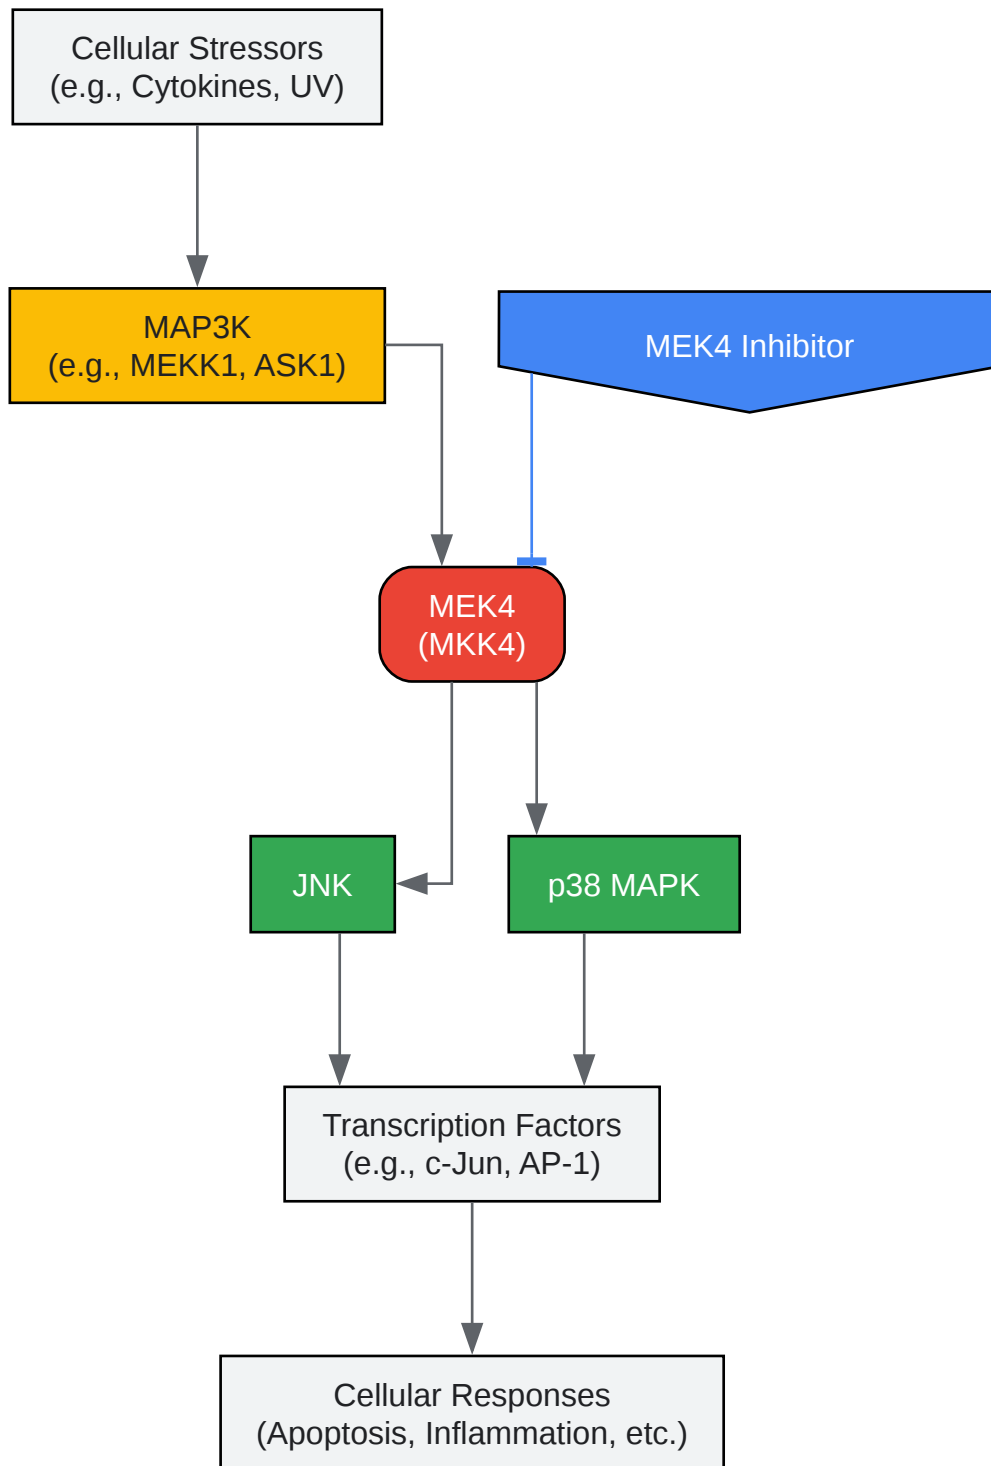 Cellular Stressors
(e.g., Cytokines, UV)
MAP3K
(e.g., MEKK1, ASK1)
MEK4 Inhibitor
MEK4
(MKK4)
JNK
p38 MAPK
Transcription Factors
(e.g., c-Jun, AP-1)
Cellular Responses
(Apoptosis, Inflammation, etc.)